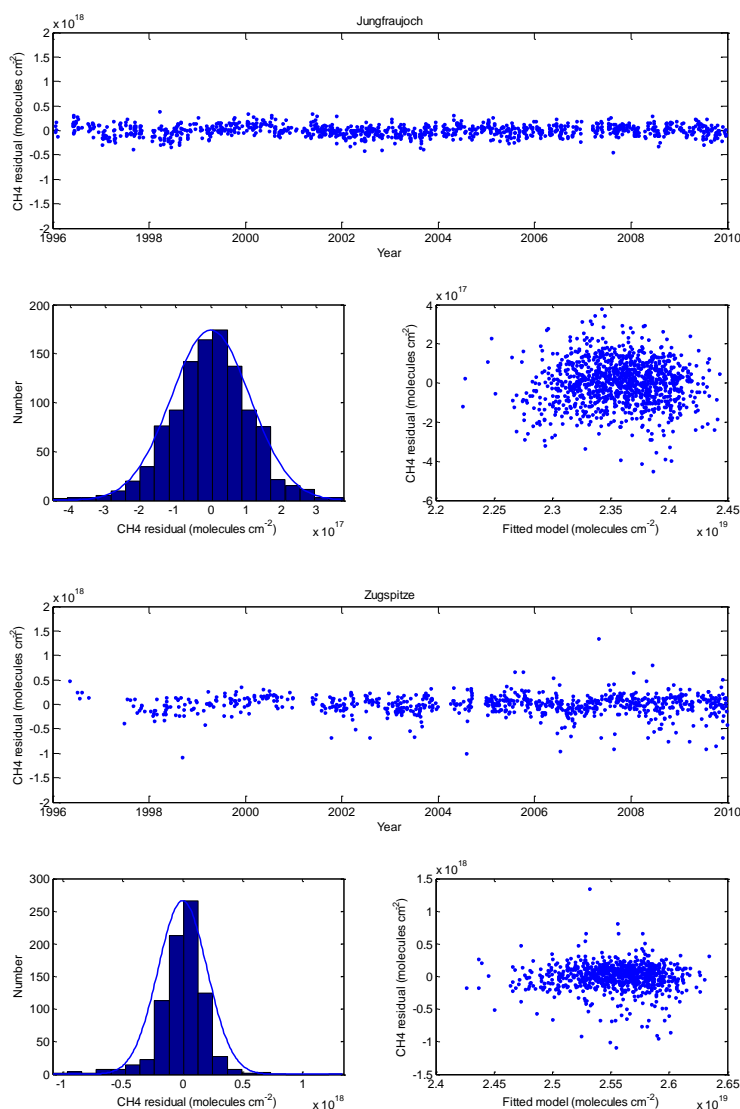 Jungfraujoch
x 10^18
CH4 residual (molecules cm^-2)
2
1.5
1
0.5
0
-0.5
-1
-1.5
-2
1996 1998 2000 2002 2004 2006 2008 2010
Year
Number
200
150
100
50
0
-4 -3 -2 -1 0 1 2 3
CH4 residual (molecules cm^-2)
x 10^17
x 10^17
CH4 residual (molecules cm^-2)
4
2
0
-2
-4
-6
2.2 2.25 2.3 2.35 2.4 2.45
Fitted model (molecules cm^-2)
x 10^19
Zugspitze
x 10^18
CH4 residual (molecules cm^-2)
2
1.5
1
0.5
0
-0.5
-1
-1.5
-2
1996 1998 2000 2002 2004 2006 2008 2010
Year
Number
300
250
200
150
100
50
0
-1 -0.5 0 0.5 1
CH4 residual (molecules cm^-2)
x 10^18
x 10^18
CH4 residual (molecules cm^-2)
1.5
1
0.5
0
-0.5
-1
-1.5
2.4 2.45 2.5 2.55 2.6 2.65
Fitted model (molecules cm^-2)
x 10^19